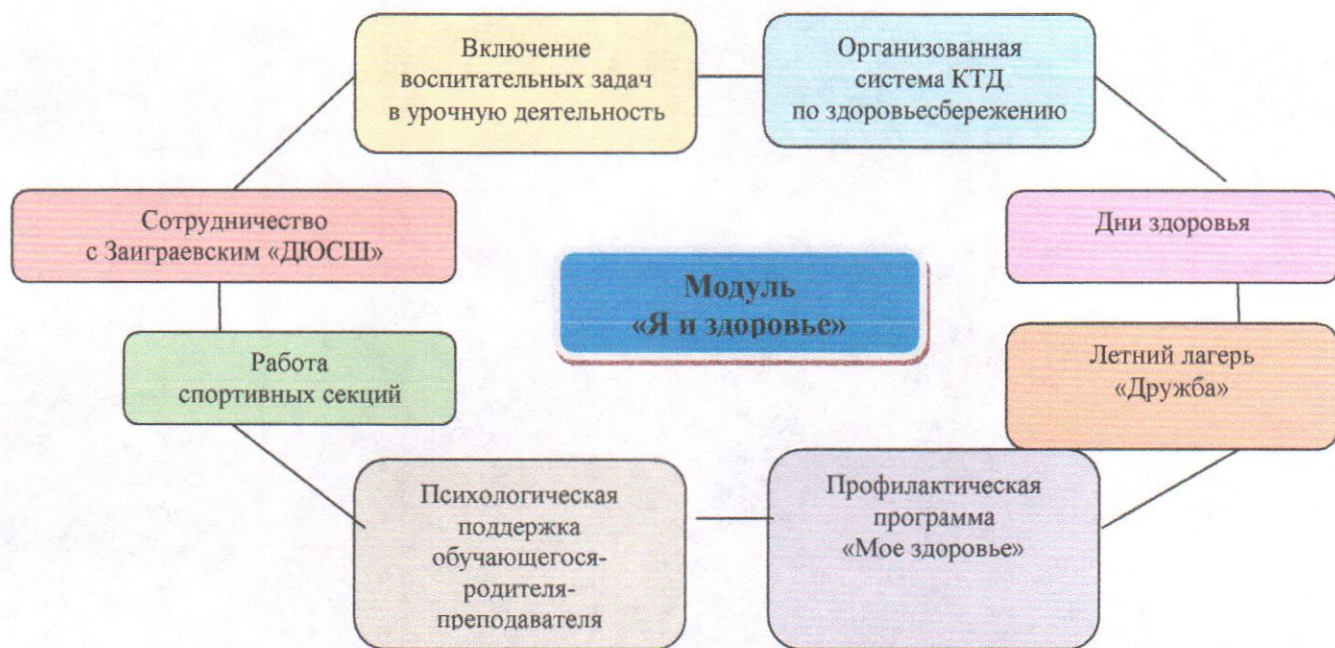 Включение
воспитательных задач
в урочную деятельность
Организованная
система КТД
по здоровьесбережению
Сотрудничество
с Заиграевским «ДЮСШ»
Дни здоровья
Модуль
«Я и здоровье»
Работа
спортивных секций
Летний лагерь
«Дружба»
Психологическая
поддержка
обучающегося-
родителя-
преподавателя
Профилактическая
программа
«Мое здоровье»